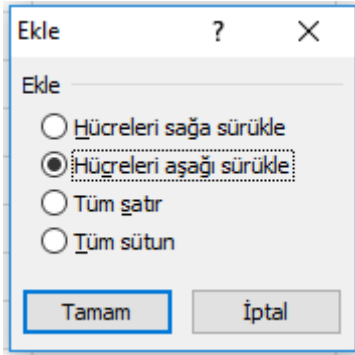 Ekle ?
Ekle
Hücreleri sağa sürükle
Hücreleri aşağı sürükle
Tüm satır
Tüm sütun
Tamam İptal